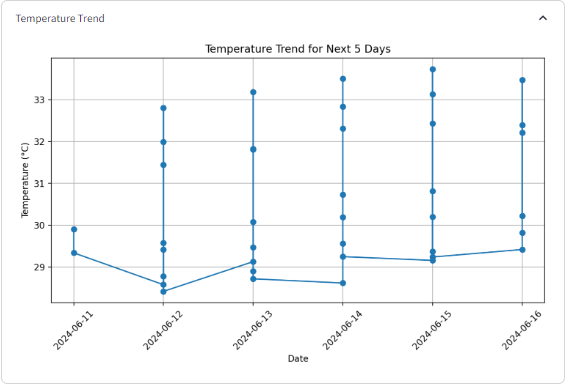 Temperature Trend
Temperature Trend for Next 5 Days
Temperature (°C)
33
32
31
30
29
2024-06-11
2024-06-12
2024-06-13
2024-06-14
2024-06-15
2024-06-16
Date